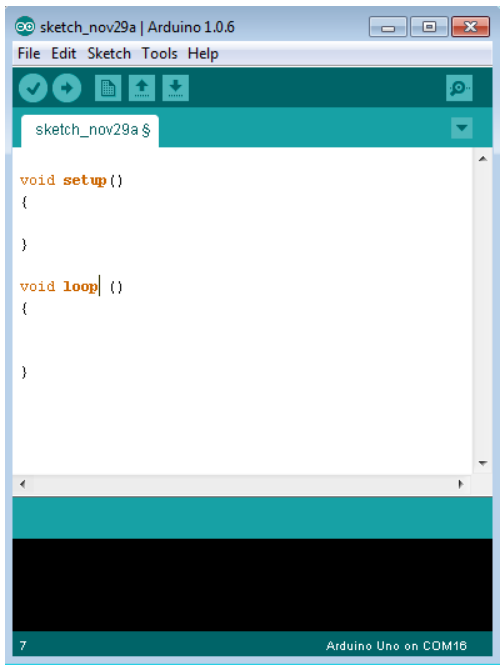 sketch_nov29a | Arduino 1.0.6
File Edit Sketch Tools Help
sketch_nov29a §
void setup()
{
}
void loop ()
{
}
7 Arduino Uno on COM16